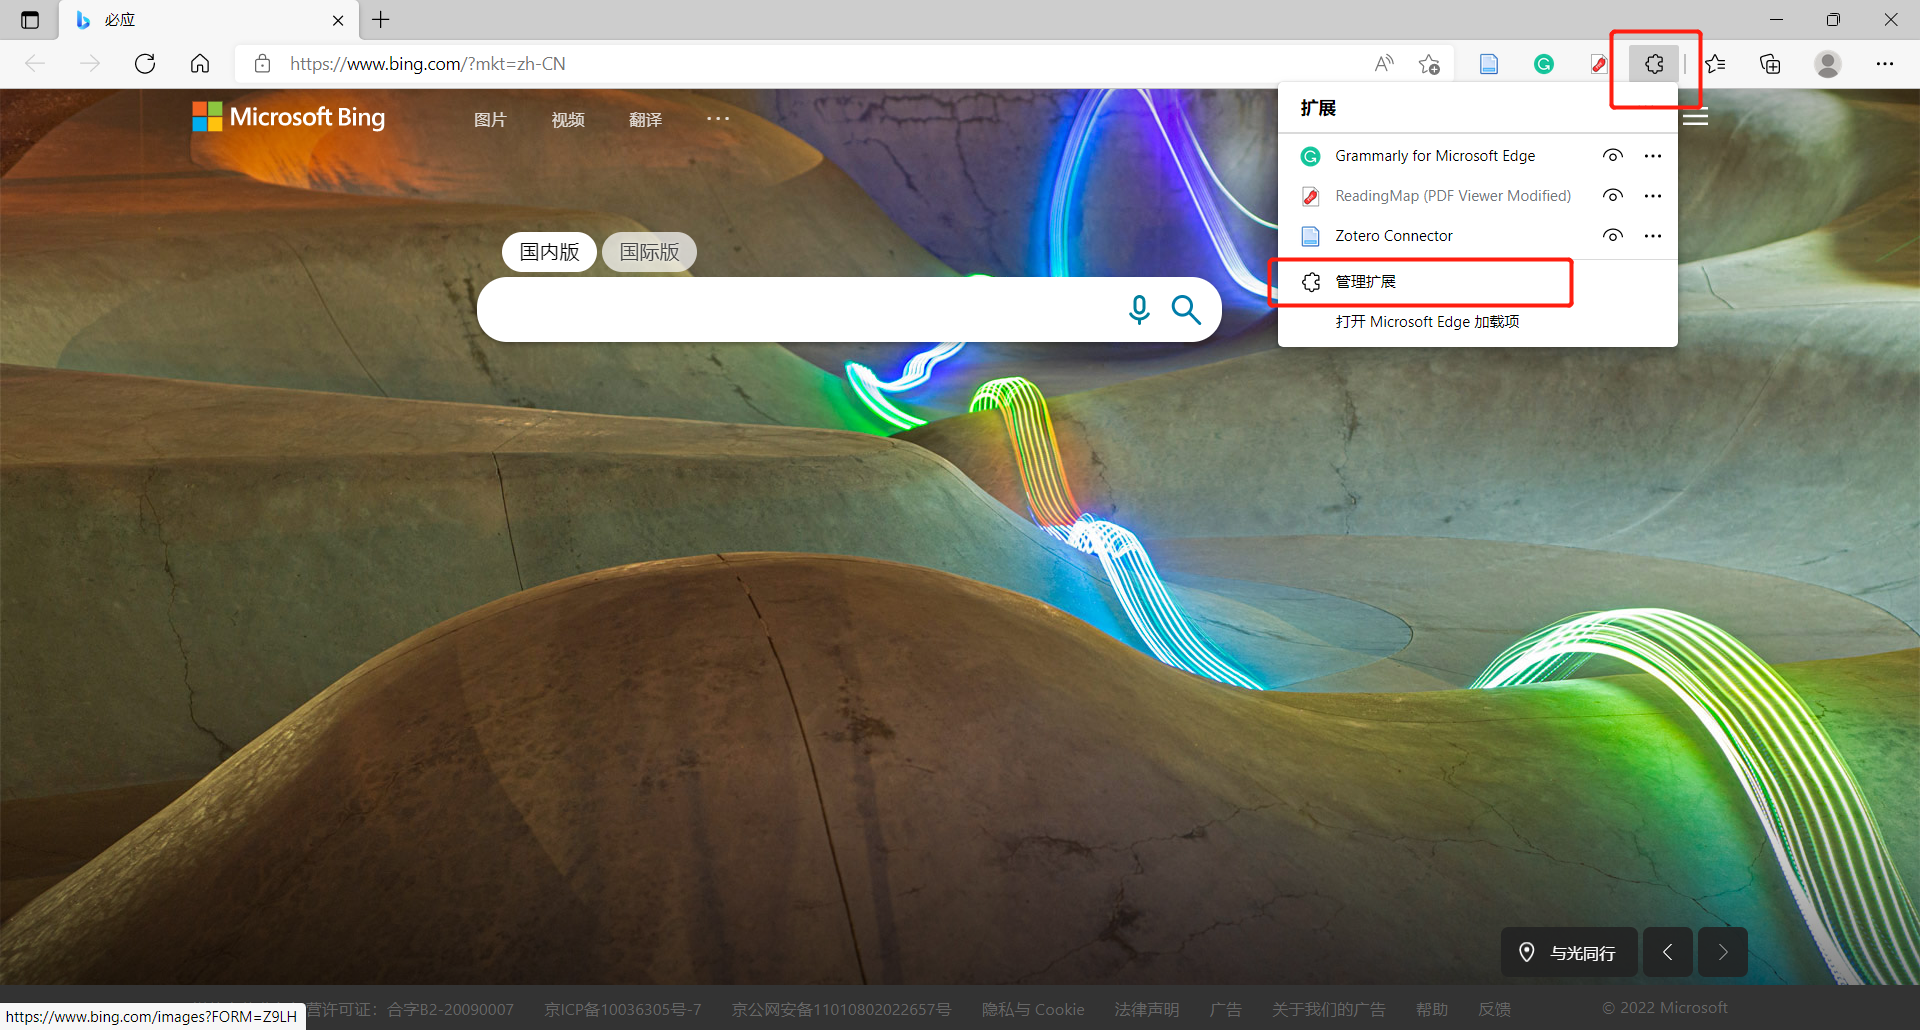 必应
https://www.bing.com/?mkt=zh-CN
Microsoft Bing
图片
视频
翻译
扩展
Grammarly for Microsoft Edge
ReadingMap (PDF Viewer Modified)
Zotero Connector
管理扩展
打开 Microsoft Edge 加载项
国内版
国际版
与光同行
营许可证：合字B2-20090007
京ICP备10036305号-7
京公网安备11010802022657号
隐私与 Cookie
法律声明
广告
关于我们的广告
帮助
反馈
© 2022 Microsoft
https://www.bing.com/images?FORM=Z9LH